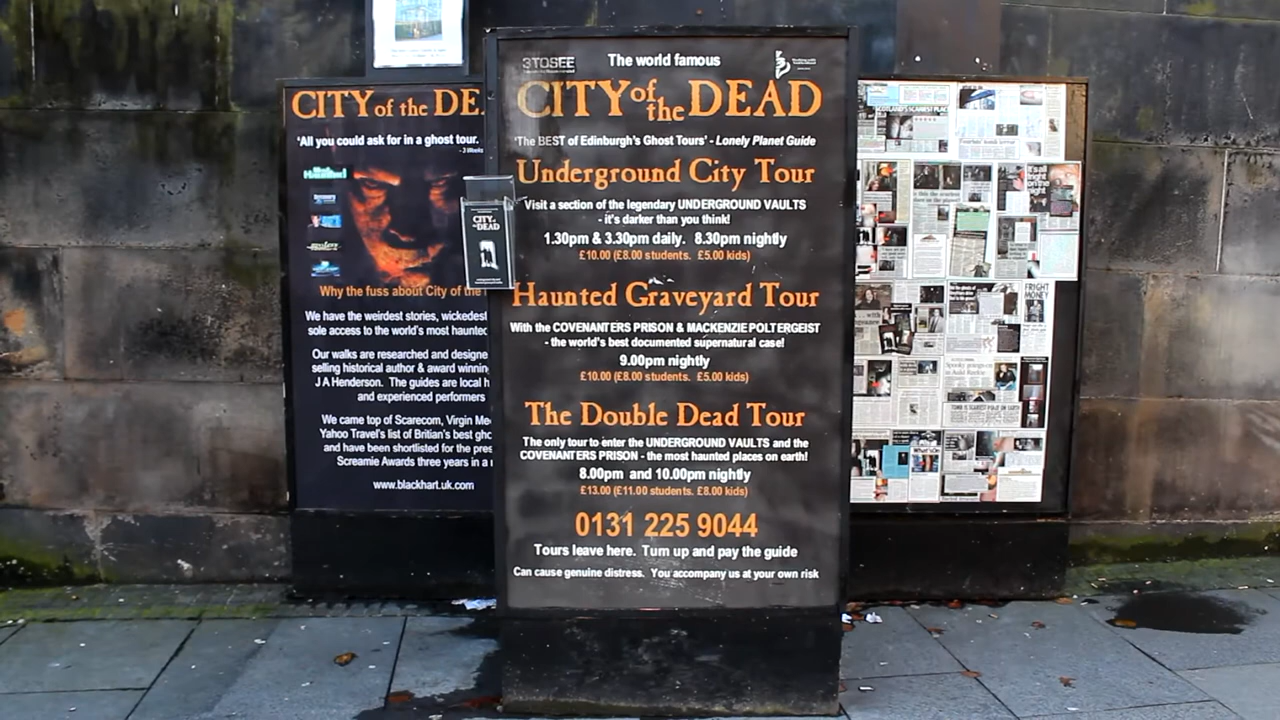 CITY of the DE
'All you could ask for in a ghost tour.
Why the fuss about City of the
We have the weirdest stories, wickedest
sole access to the world's most haunted
Our walks are researched and designe
selling historical author & award winning
J A Henderson. The guides are local h
and experienced performers
We came top of Scarecom, Virgin Me
Yahoo Travel's list of Britian's best gho
and have been shortlisted for the pres
Screamie Awards three years in a
www.blackhart.uk.com
CITY of the DEAD
3TOSEE
The world famous
CITY of the DEAD
'The BEST of Edinburgh's Ghost Tours' - Lonely Planet Guide
Underground City Tour
Visit a section of the legendary UNDERGROUND VAULTS
- it's darker than you think!
1.30pm & 3.30pm daily. 8.30pm nightly
£10.00 (£8.00 students. £5.00 kids)
Haunted Graveyard Tour
With the COVENANTERS PRISON & MACKENZIE POLTERGEIST
- the world's best documented supernatural case!
9.00pm nightly
£10.00 (£8.00 students. £5.00 kids)
The Double Dead Tour
The only tour to enter the UNDERGROUND VAULTS and the
COVENANTERS PRISON - the most haunted places on earth!
8.00pm and 10.00pm nightly
£13.00 (£11.00 students. £8.00 kids)
0131 225 9044
Tours leave here. Turn up and pay the guide
Can cause genuine distress. You accompany us at your own risk
FRIGHT
MONEY